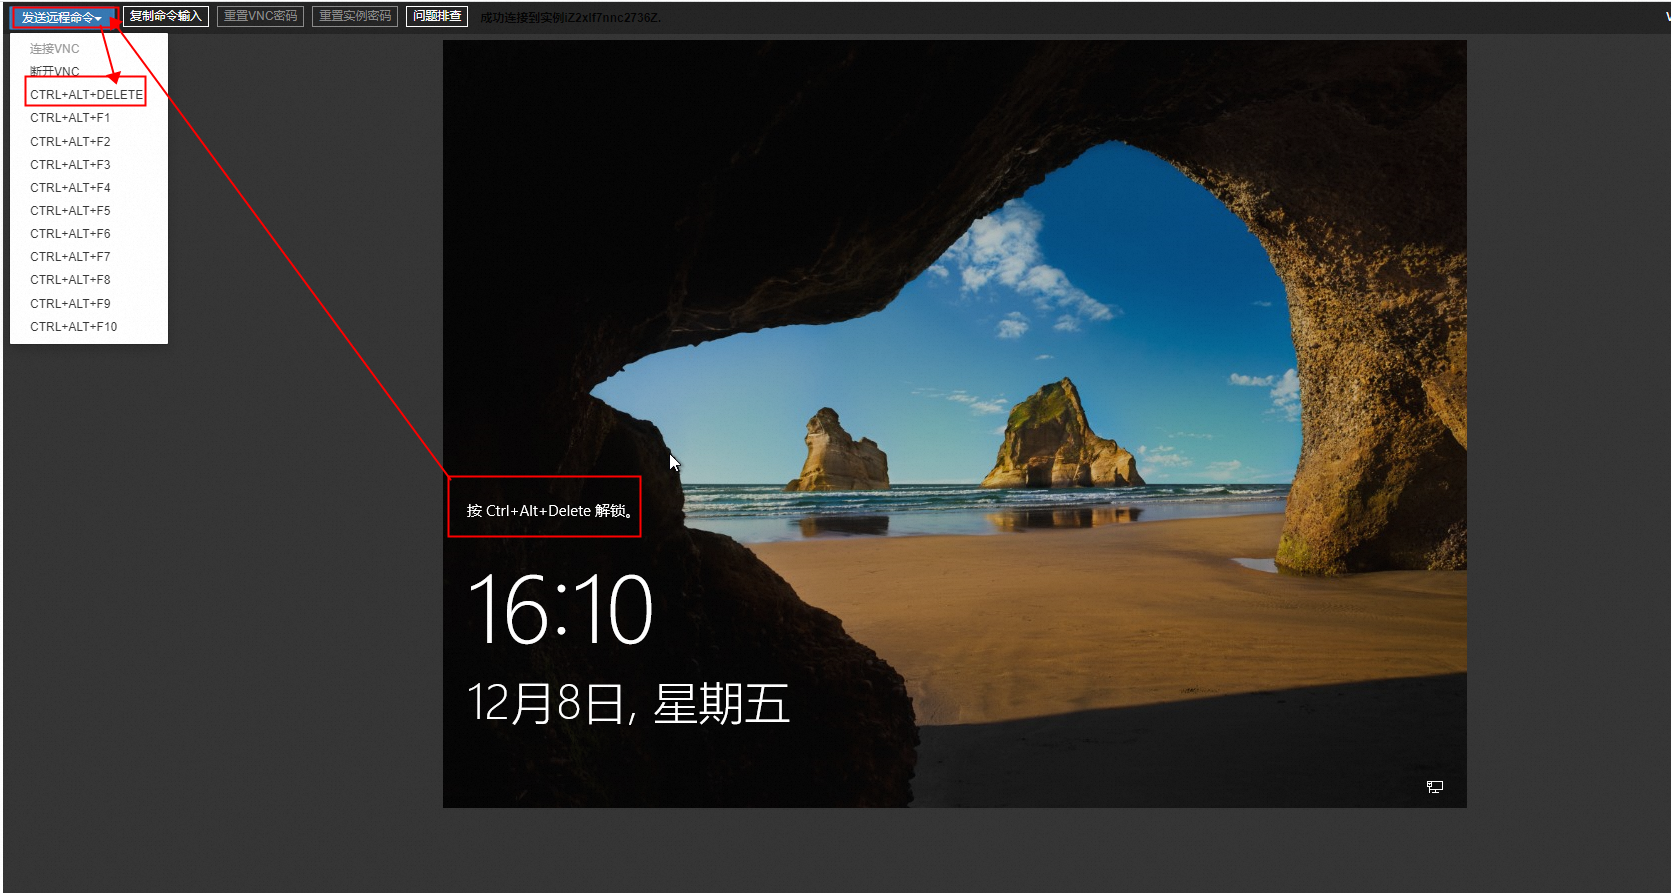 发送远程命令 复制命令输入 重置VNC密码 重置实例密码 问题排查 成功连接到实例iZ2xlf7nnc2736Z.
连接VNC
断开VNC
CTRL+ALT+DELETE
CTRL+ALT+F1
CTRL+ALT+F2
CTRL+ALT+F3
CTRL+ALT+F4
CTRL+ALT+F5
CTRL+ALT+F6
CTRL+ALT+F7
CTRL+ALT+F8
CTRL+ALT+F9
CTRL+ALT+F10
按 Ctrl+Alt+Delete 解锁。
16:10
12月8日, 星期五